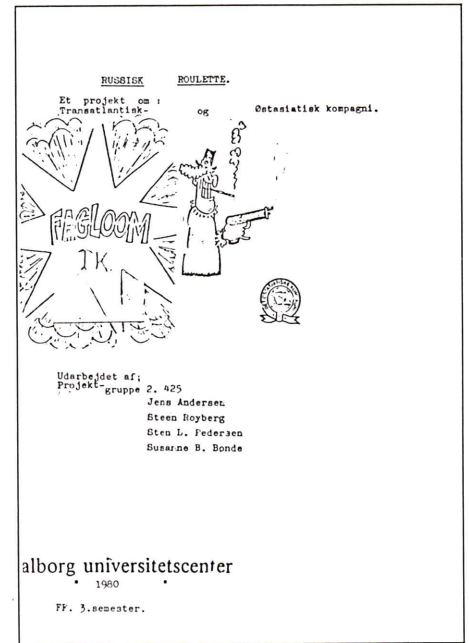 RUSSISK ROULETTE.
Et projekt om :
Transatlantisk- og Østasiatisk kompagni.
FAGLOOM
TK.
Udarbejdet af;
Projekt-gruppe 2. 425
Jens Andersen
Steen Royberg
Sten L. Pedersen
Susanne B. Bonde
alborg universitetscenter
1980
FF. 3.semester.